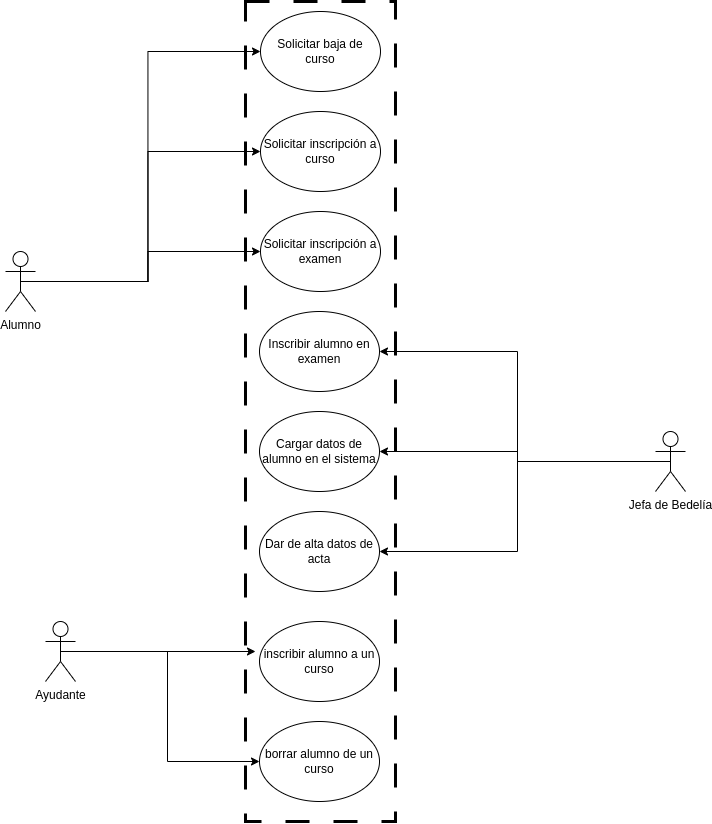 Solicitar baja de
curso
Solicitar inscripción a
curso
Solicitar inscripción a
examen
Alumno
Inscribir alumno en
examen
Cargar datos de
alumno en el sistema
Jefa de Bedelía
Dar de alta datos de
acta
inscribir alumno a un
curso
Ayudante
borrar alumno de un
curso